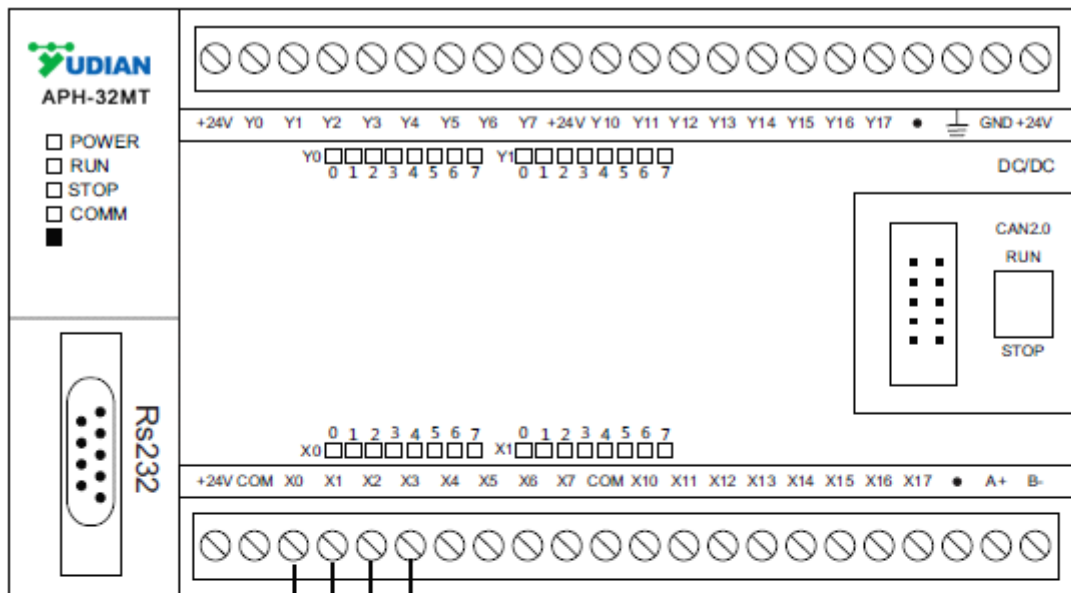 YUDIAN
APH-32MT
POWER
RUN
STOP
COMM
Rs232
+24V Y0 Y1 Y2 Y3 Y4 Y5 Y6 Y7 +24V Y10 Y11 Y12 Y13 Y14 Y15 Y16 Y17 • GND +24V
Y0 Y1
0 1 2 3 4 5 6 7 0 1 2 3 4 5 6 7
DC/DC
CAN2.0
RUN
STOP
0 1 2 3 4 5 6 7 0 1 2 3 4 5 6 7
X0 X1
+24V COM X0 X1 X2 X3 X4 X5 X6 X7 COM X10 X11 X12 X13 X14 X15 X16 X17 • A+ B-